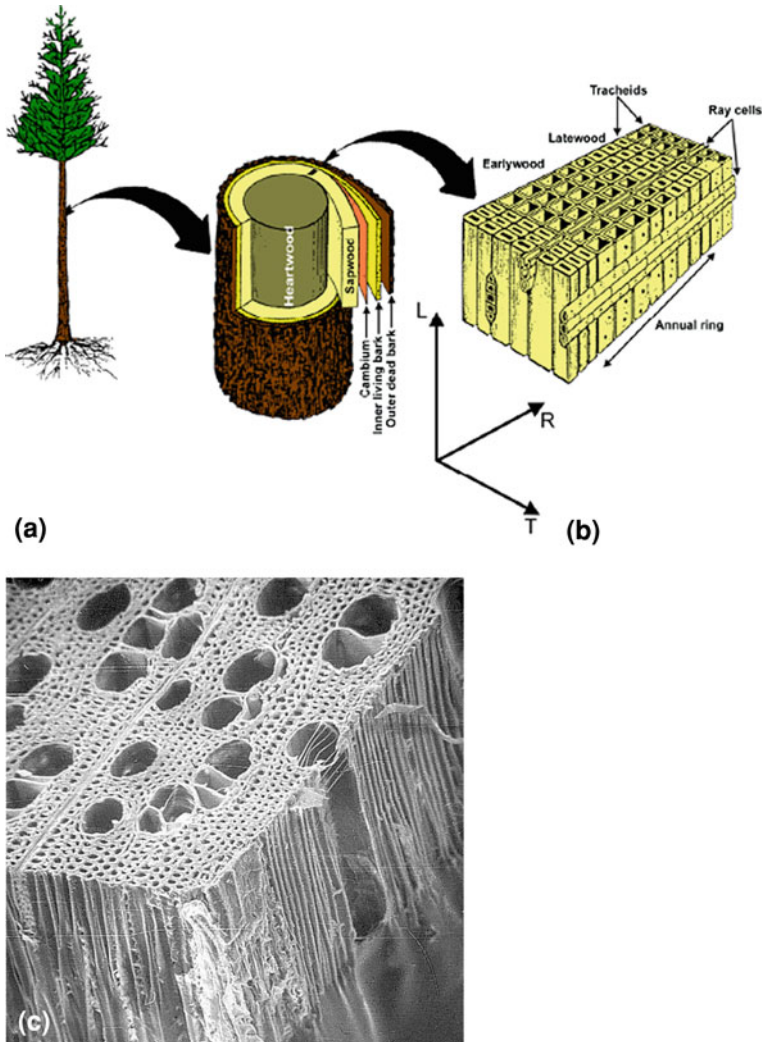 Tracheids
Ray cells
Latewood
Earlywood
Heartwood
Sapwood
Cambium
Inner living bark
Outer dead bark
Annual ring
L
R
T
(a)
(b)
(c)